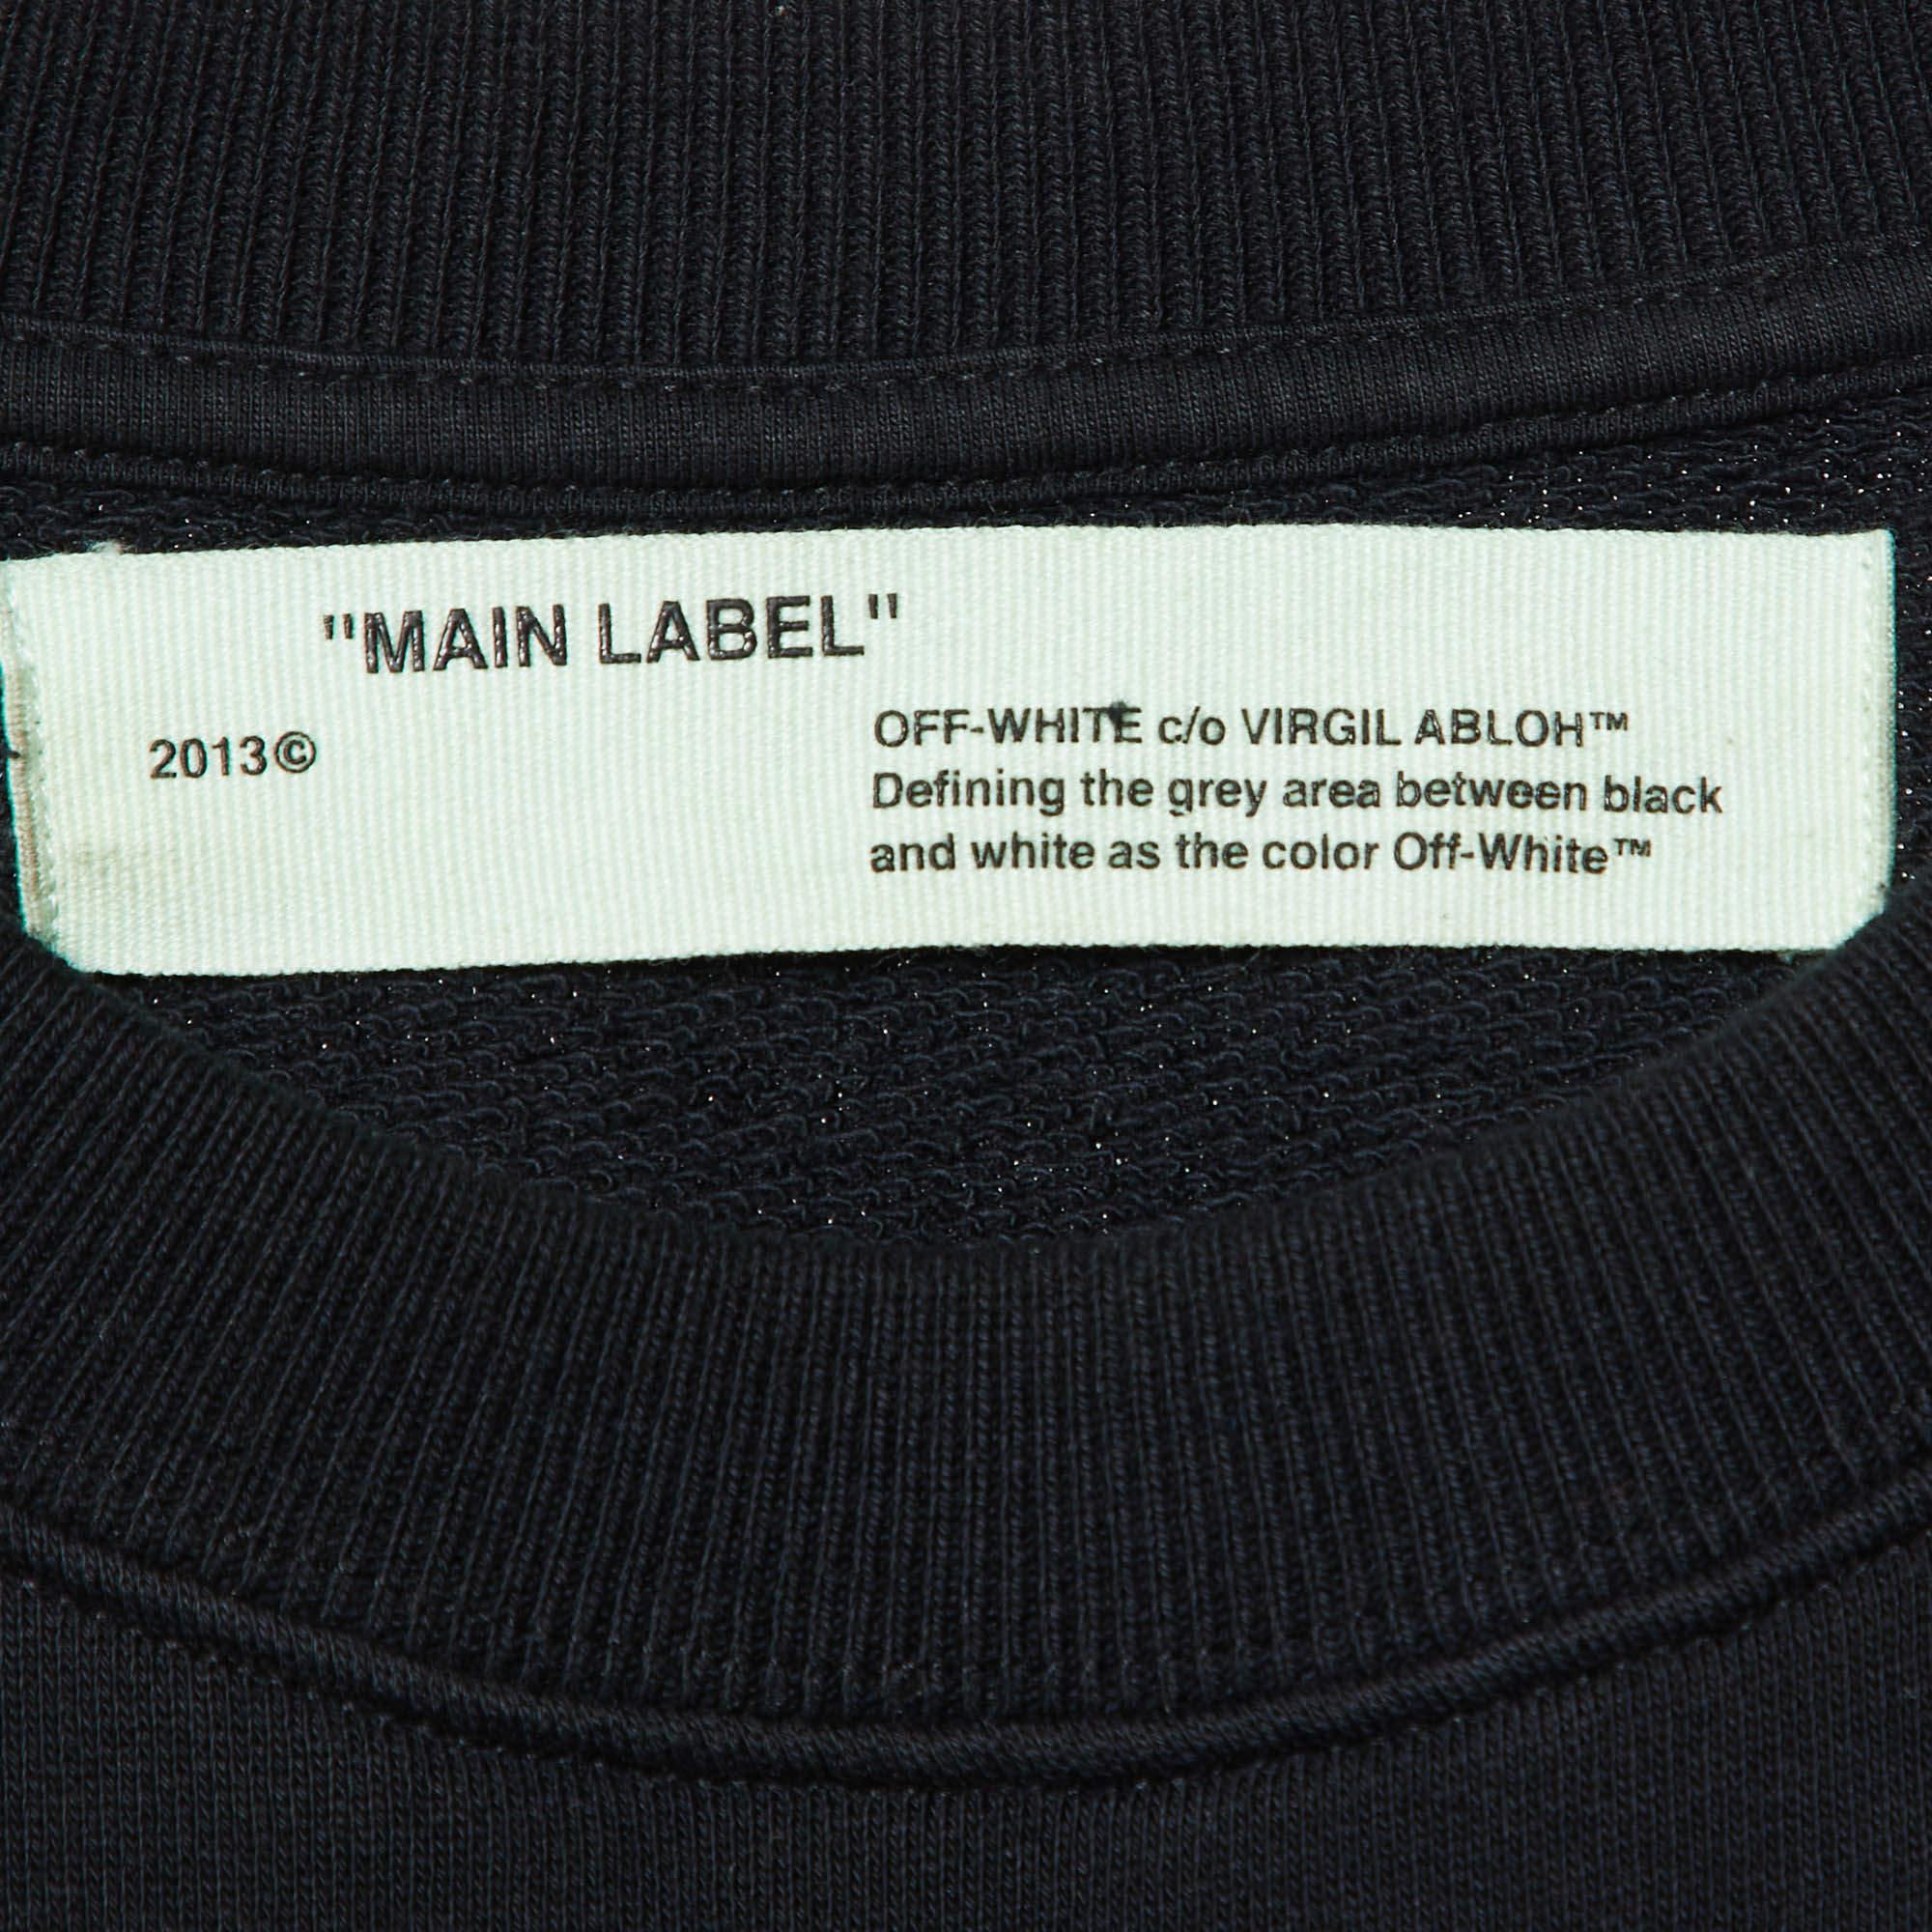 "MAIN LABEL"
2013©
OFF-WHITE c/o VIRGIL ABLOH™
Defining the grey area between black
and white as the color Off-White™